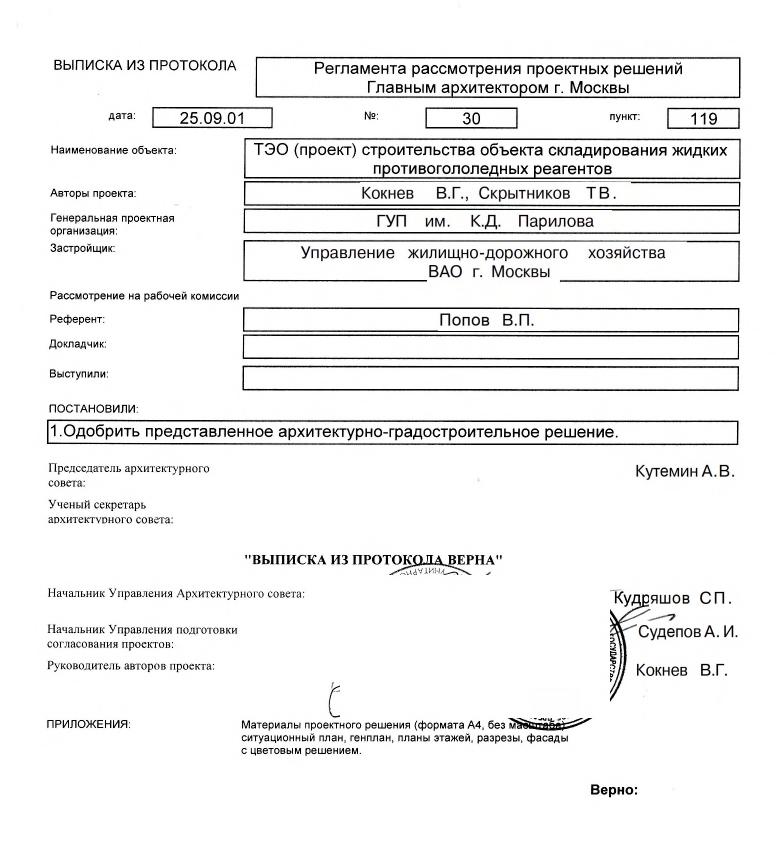 ВЫПИСКА ИЗ ПРОТОКОЛА
Регламента рассмотрения проектных решений
Главным архитектором г. Москвы
дата: 25.09.01 №: 30 пункт: 119
Наименование объекта:
ТЭО (проект) строительства объекта складирования жидких
противогололедных реагентов
Авторы проекта: Кокнев В.Г., Скрытников ТВ.
Генеральная проектная
организация:
ГУП им. К.Д. Парилова
Застройщик:
Управление жилищно-дорожного хозяйства
ВАО г. Москвы
Рассмотрение на рабочей комиссии
Референт: Попов В.П.
Докладчик:
Выступили:
ПОСТАНОВИЛИ:
1.Одобрить представленное архитектурно-градостроительное решение.
Председатель архитектурного
совета:
Кутемин А.В.
Ученый секретарь
архитектурного совета:
"ВЫПИСКА ИЗ ПРОТОКОЛА ВЕРНА"
Начальник Управления Архитектурного совета: Кудряшов СП.
Начальник Управления подготовки
согласования проектов:
Судепов А. И.
Руководитель авторов проекта: Кокнев В.Г.
ПРИЛОЖЕНИЯ:
Материалы проектного решения (формата А4, без масштаба)
ситуационный план, генплан, планы этажей, разрезы, фасады
с цветовым решением.
Верно: